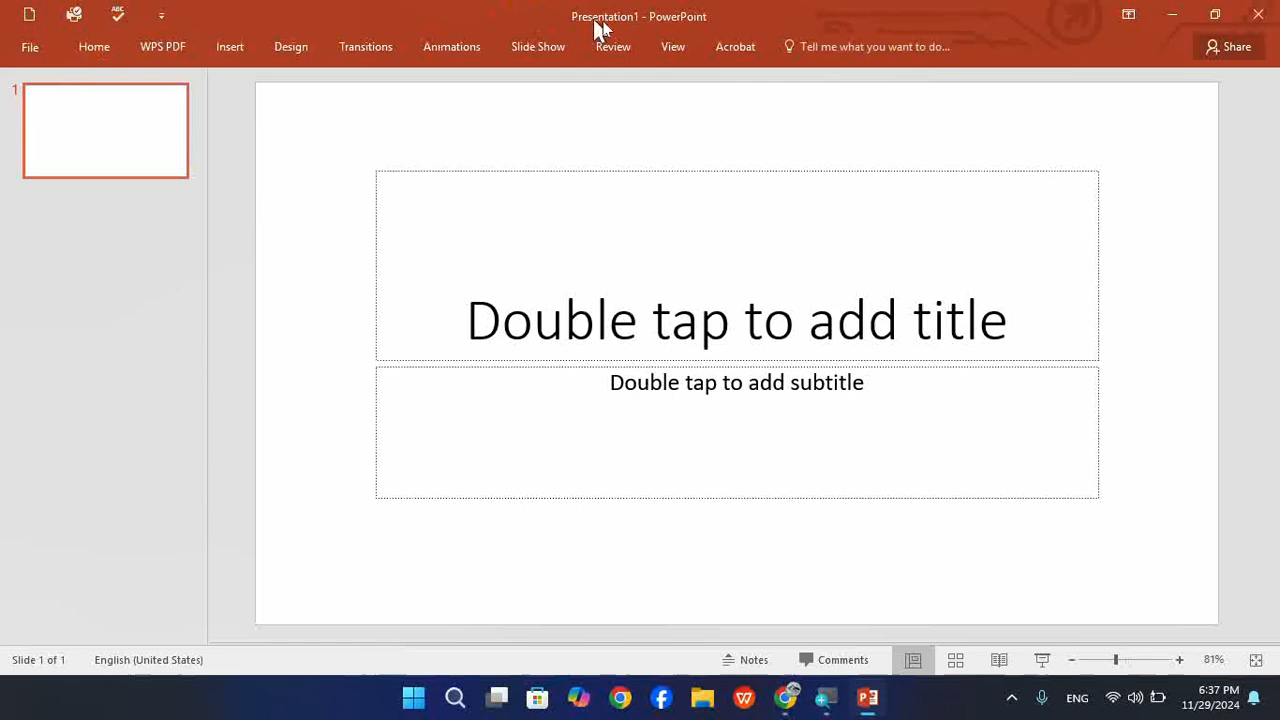 Presentation1 - PowerPoint
ABC
File Home WPS PDF Insert Design Transitions Animations Slide Show Review View Acrobat Tell me what you want to do... Share
1
Double tap to add title
Double tap to add subtitle
Slide 1 of 1 English (United States) Notes Comments 81%
W P ENG 6:37 PM
11/29/2024